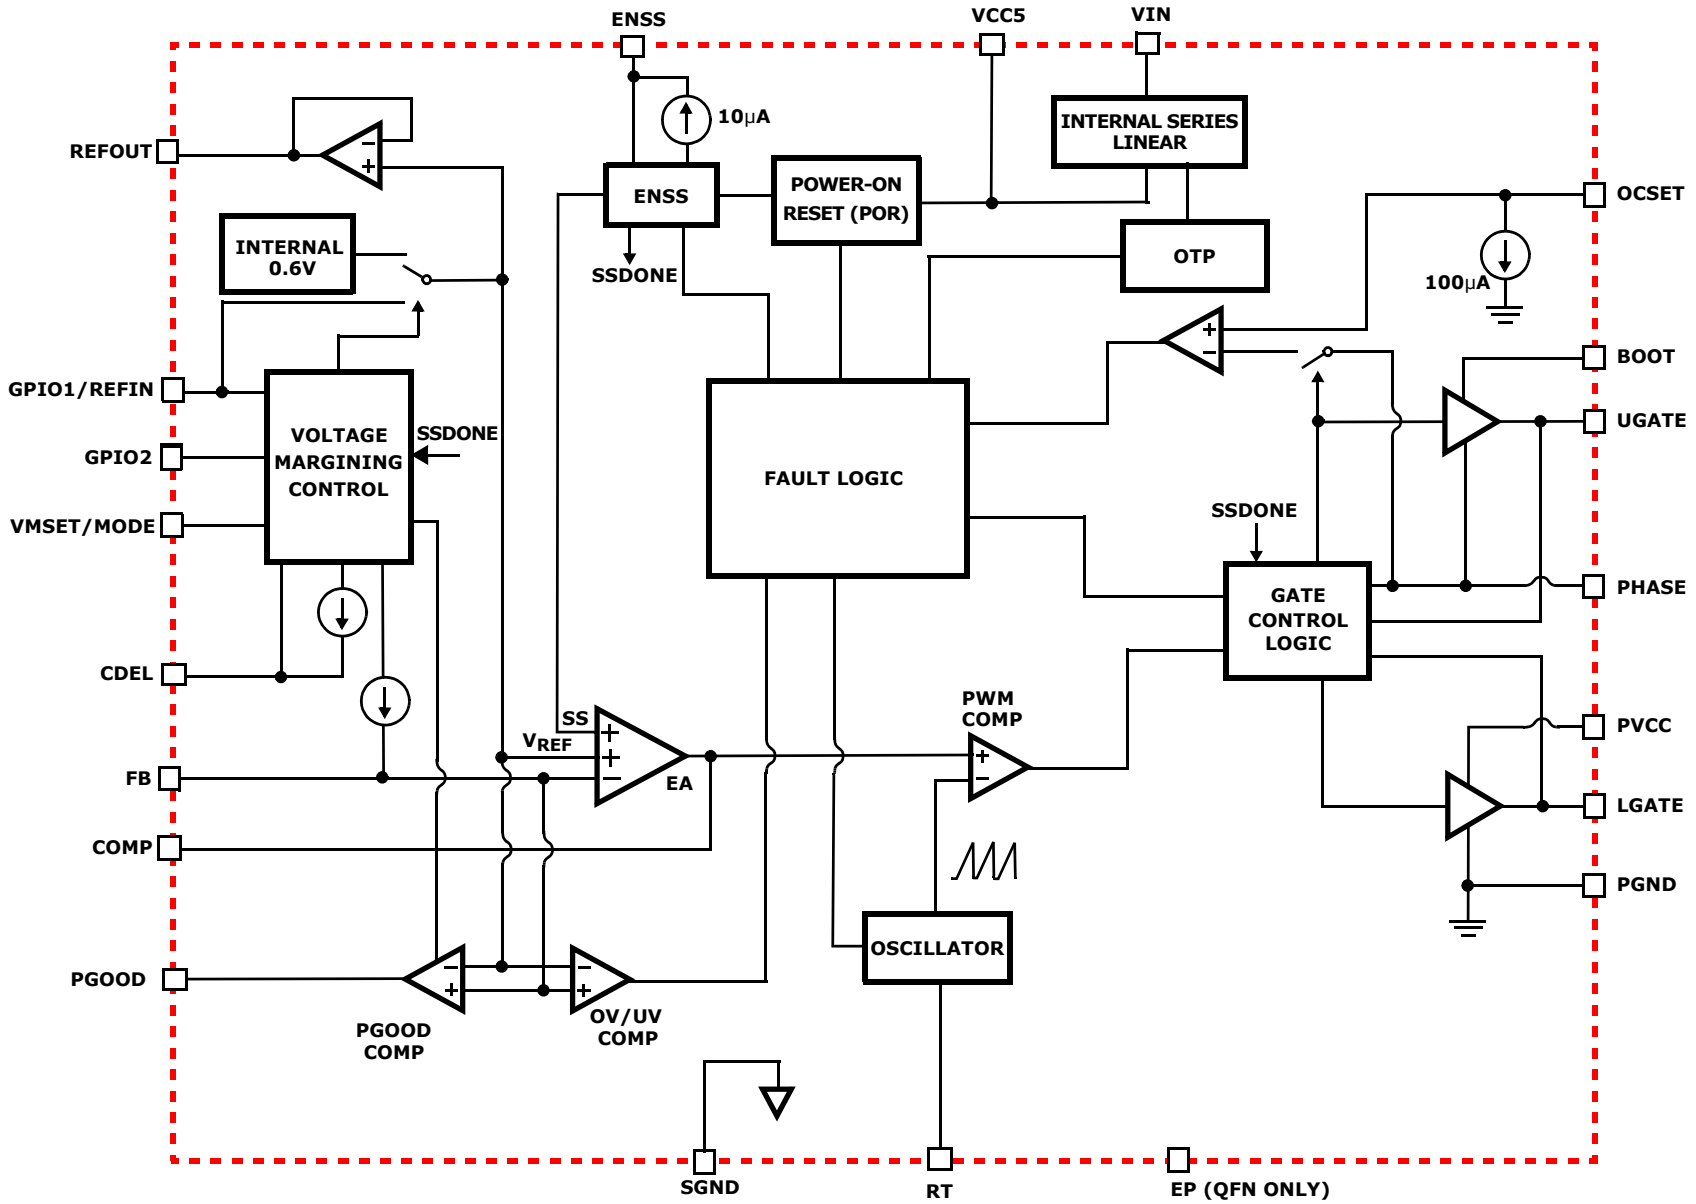 ENSS
VCC5
VIN
REFOUT
10µA
INTERNAL SERIES
LINEAR
ENSS
POWER-ON
RESET (POR)
OCSET
INTERNAL
0.6V
SSDONE
OTP
100µA
GPIO1/REFIN
BOOT
VOLTAGE
MARGINING
CONTROL
SSDONE
UGATE
GPIO2
FAULT LOGIC
VMSET/MODE
SSDONE
PHASE
GATE
CONTROL
LOGIC
CDEL
PWM
COMP
SS
VREF
PVCC
FB
EA
LGATE
COMP
PGND
OSCILLATOR
PGOOD
PGOOD
COMP
OV/UV
COMP
SGND
RT
EP (QFN ONLY)